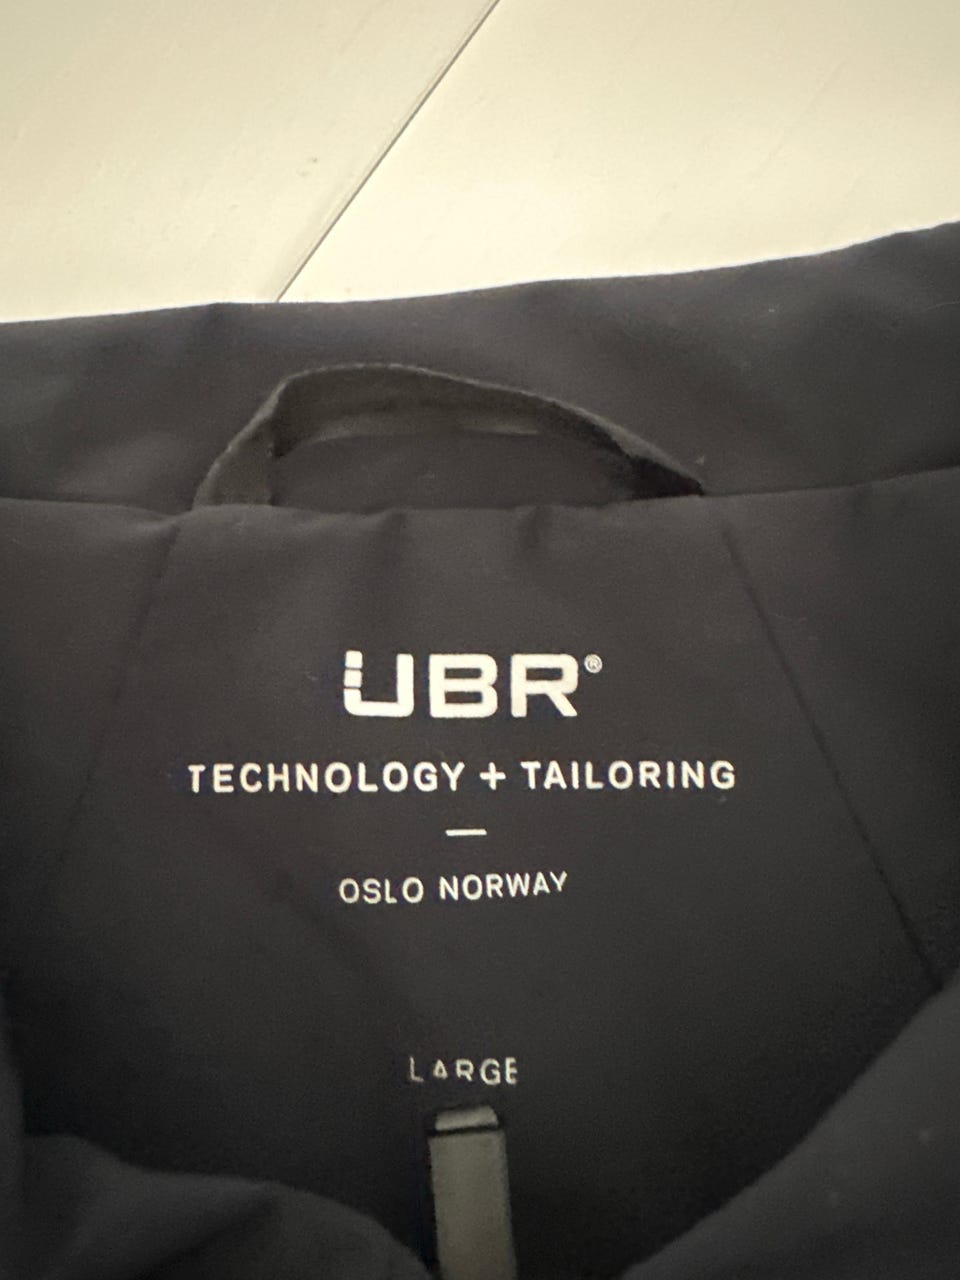 UBR®
TECHNOLOGY + TAILORING
—
OSLO NORWAY
LARGE